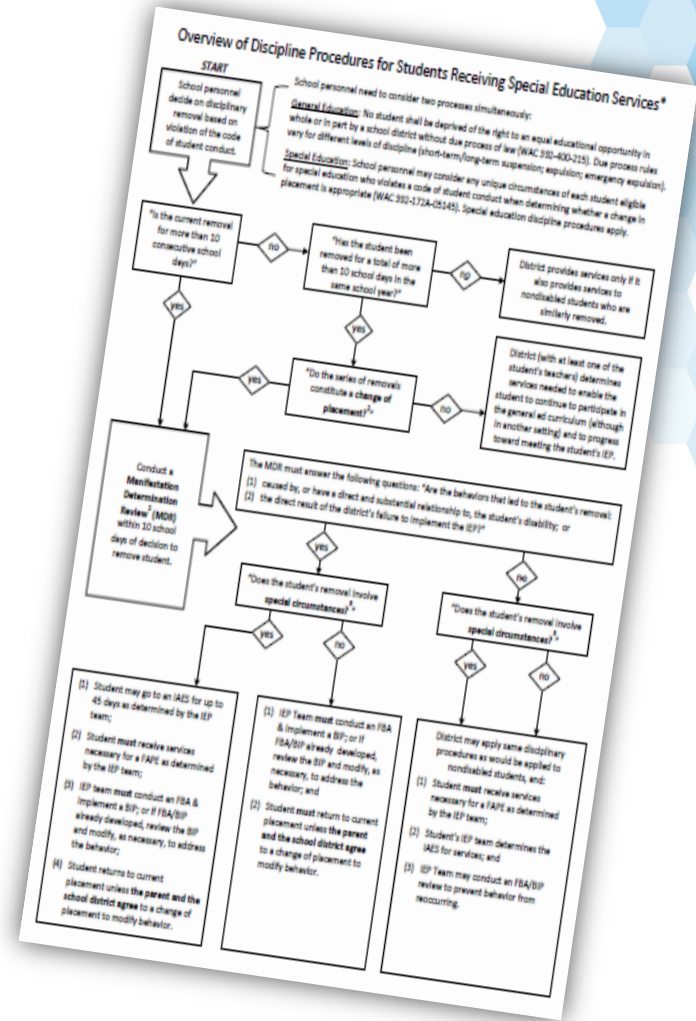 Overview of Discipline Procedures for Students Receiving Special Education Services*
START
School personnel
decide on disciplinary
removal based on
violation of the code
of student conduct.
School personnel need to consider two processes simultaneously:
General Education: No student shall be deprived of the right to an equal educational opportunity in
whole or in part by a school district without due process of law (WAC 392-400-215). Due process rules
vary for different levels of discipline (short-term/long-term suspension; expulsion; emergency expulsion).
Special Education: School personnel may consider any unique circumstances of each student eligible
for special education who violates a code of student conduct when determining whether a change in
placement is appropriate (WAC 392-172A-05145). Special education discipline procedures apply.
"Is the current removal
for more than 10
consecutive school
days?"
no
"Has the student been
removed for a total of more
than 10 school days in the
same school year?"
no
District provides services only if it
also provides services to
nondisabled students who are
similarly removed.
yes
yes
"Do the series of removals
constitute a change of
placement?¹"
yes
no
District (with at least one of the
student's teachers) determines
services needed to enable the
student to continue to participate in
the general ed curriculum (although
in another setting) and to progress
toward meeting the student's IEP.
Conduct a
Manifestation
Determination
Review² (MDR)
within 10 school
days of decision to
remove student.
The MDR must answer the following questions: "Are the behaviors that led to the student's removal:
(1) caused by, or have a direct and substantial relationship to, the student's disability; or
(2) the direct result of the district's failure to implement the IEP?"
yes
no
"Does the student's removal involve
special circumstances?³"
"Does the student's removal involve
special circumstances?³"
yes
no
yes
no
(1) Student may go to an IAES for up to
45 days as determined by the IEP
team;
(2) Student must receive services
necessary for a FAPE as determined
by the IEP team;
(3) IEP team must conduct an FBA &
implement a BIP; or if FBA/BIP
already developed, review the BIP
and modify, as necessary, to address
the behavior;
(4) Student returns to current
placement unless the parent and the
school district agree to a change of
placement to modify behavior.
(1) IEP Team must conduct an FBA
& implement a BIP; or if
FBA/BIP already developed,
review the BIP and modify, as
necessary, to address the
behavior; and
(2) Student must return to current
placement unless the parent
and the school district agree
to a change of placement to
modify behavior.
District may apply same disciplinary
procedures as would be applied to
nondisabled students, and:
(1) Student must receive services
necessary for a FAPE as determined
by the IEP team;
(2) Student's IEP team determines the
IAES for services; and
(3) IEP Team may conduct an FBA/BIP
review to prevent behavior from
reoccurring.